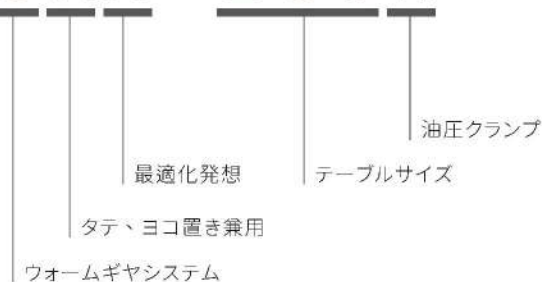 油圧クランプ
最適化発想
テーブルサイズ
タテ、ヨコ置き兼用
ウォームギヤシステム